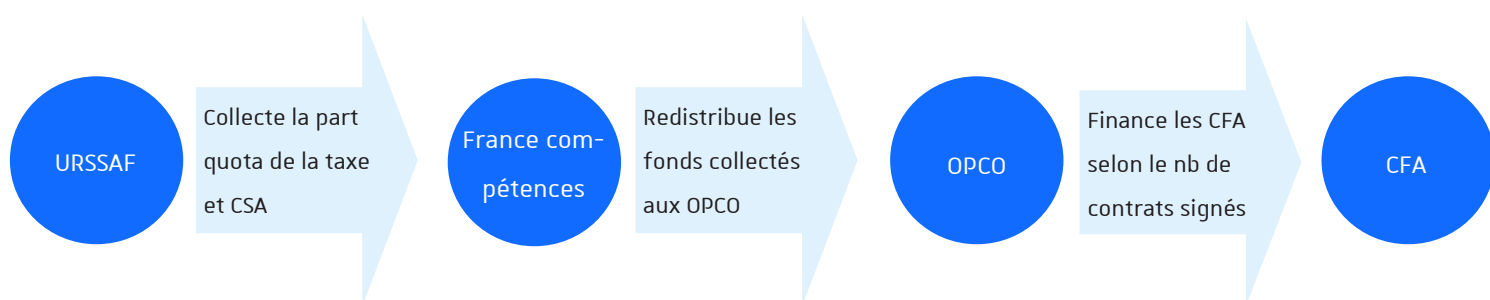 URSSAF
Collecte la part
quota de la taxe
et CSA
France com-
pétences
Redistribue les
fonds collectés
aux OPCO
OPCO
Finance les CFA
selon le nb de
contrats signés
CFA